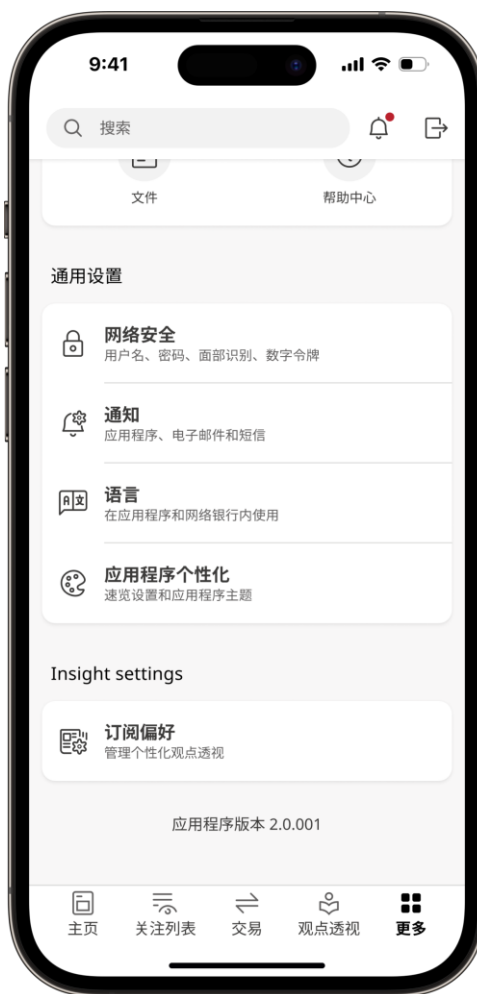 9:41
搜索
文件
帮助中心
通用设置
网络安全
用户名、密码、面部识别、数字令牌
通知
应用程序、电子邮件和短信
语言
在应用程序和网络银行内使用
应用程序个性化
速览设置和应用程序主题
Insight settings
订阅偏好
管理个性化观点透视
应用程序版本 2.0.001
主页
关注列表
交易
观点透视
更多